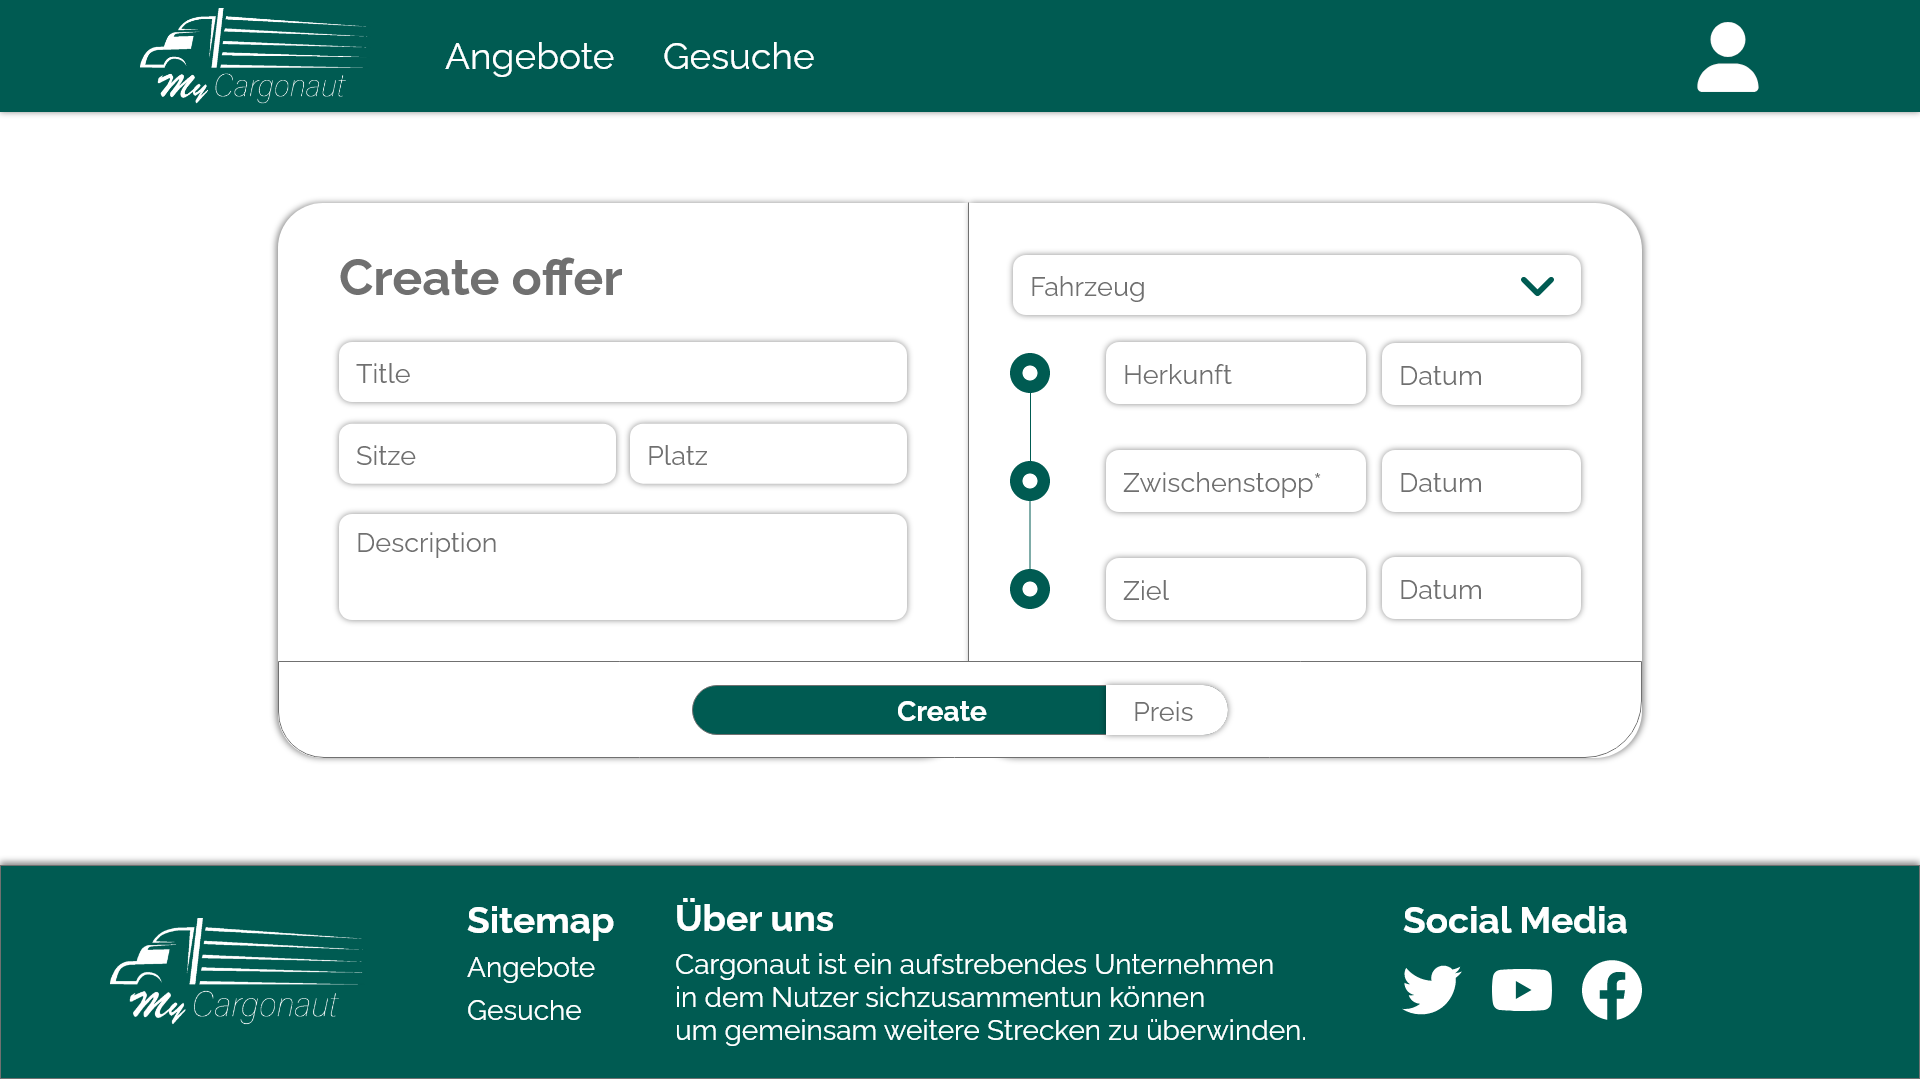 My Cargonaut
Angebote
Gesuche
Create offer
Title
Sitze
Platz
Description
Fahrzeug
Herkunft
Datum
Zwischenstopp*
Datum
Ziel
Datum
Create
Preis
My Cargonaut
Sitemap
Angebote
Gesuche
Über uns
Cargonaut ist ein aufstrebendes Unternehmen
in dem Nutzer sichzusammentun können
um gemeinsam weitere Strecken zu überwinden.
Social Media